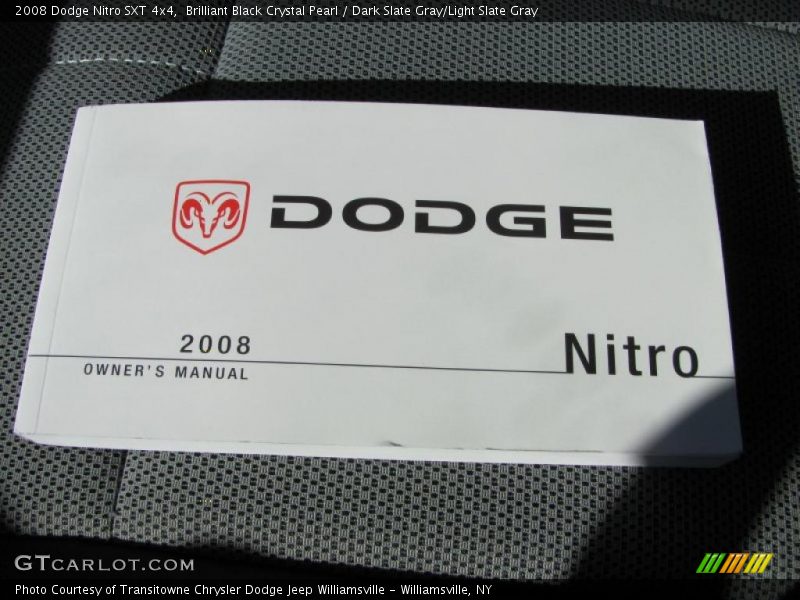 2008 Dodge Nitro SXT 4x4,  Brilliant Black Crystal Pearl / Dark Slate Gray/Light Slate Gray
DODGE
2008
Nitro
OWNER'S MANUAL
GTCARLOT.COM
Photo Courtesy of Transitowne Chrysler Dodge Jeep Williamsville - Williamsville, NY